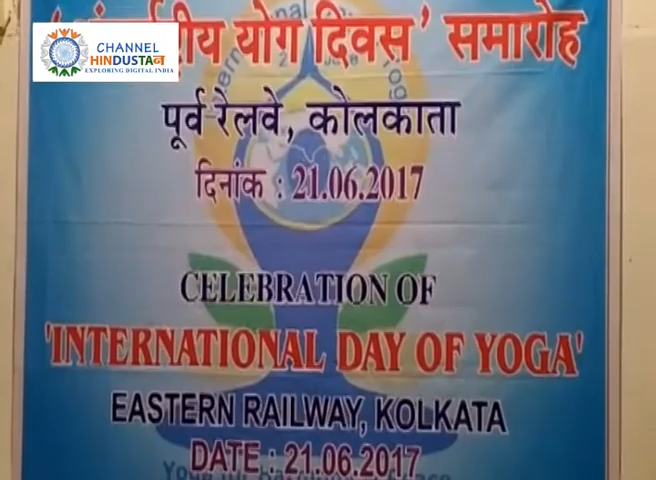 CHANNEL
HINDUSTAन
EXPLORING DIGITAL INDIA
योग दिवस' समारोह
पूर्व रेलवे, कोलकाता
दिनांक : 21.06.2017
CELEBRATION OF
'INTERNATIONAL DAY OF YOGA'
EASTERN RAILWAY, KOLKATA
DATE : 21.06.2017